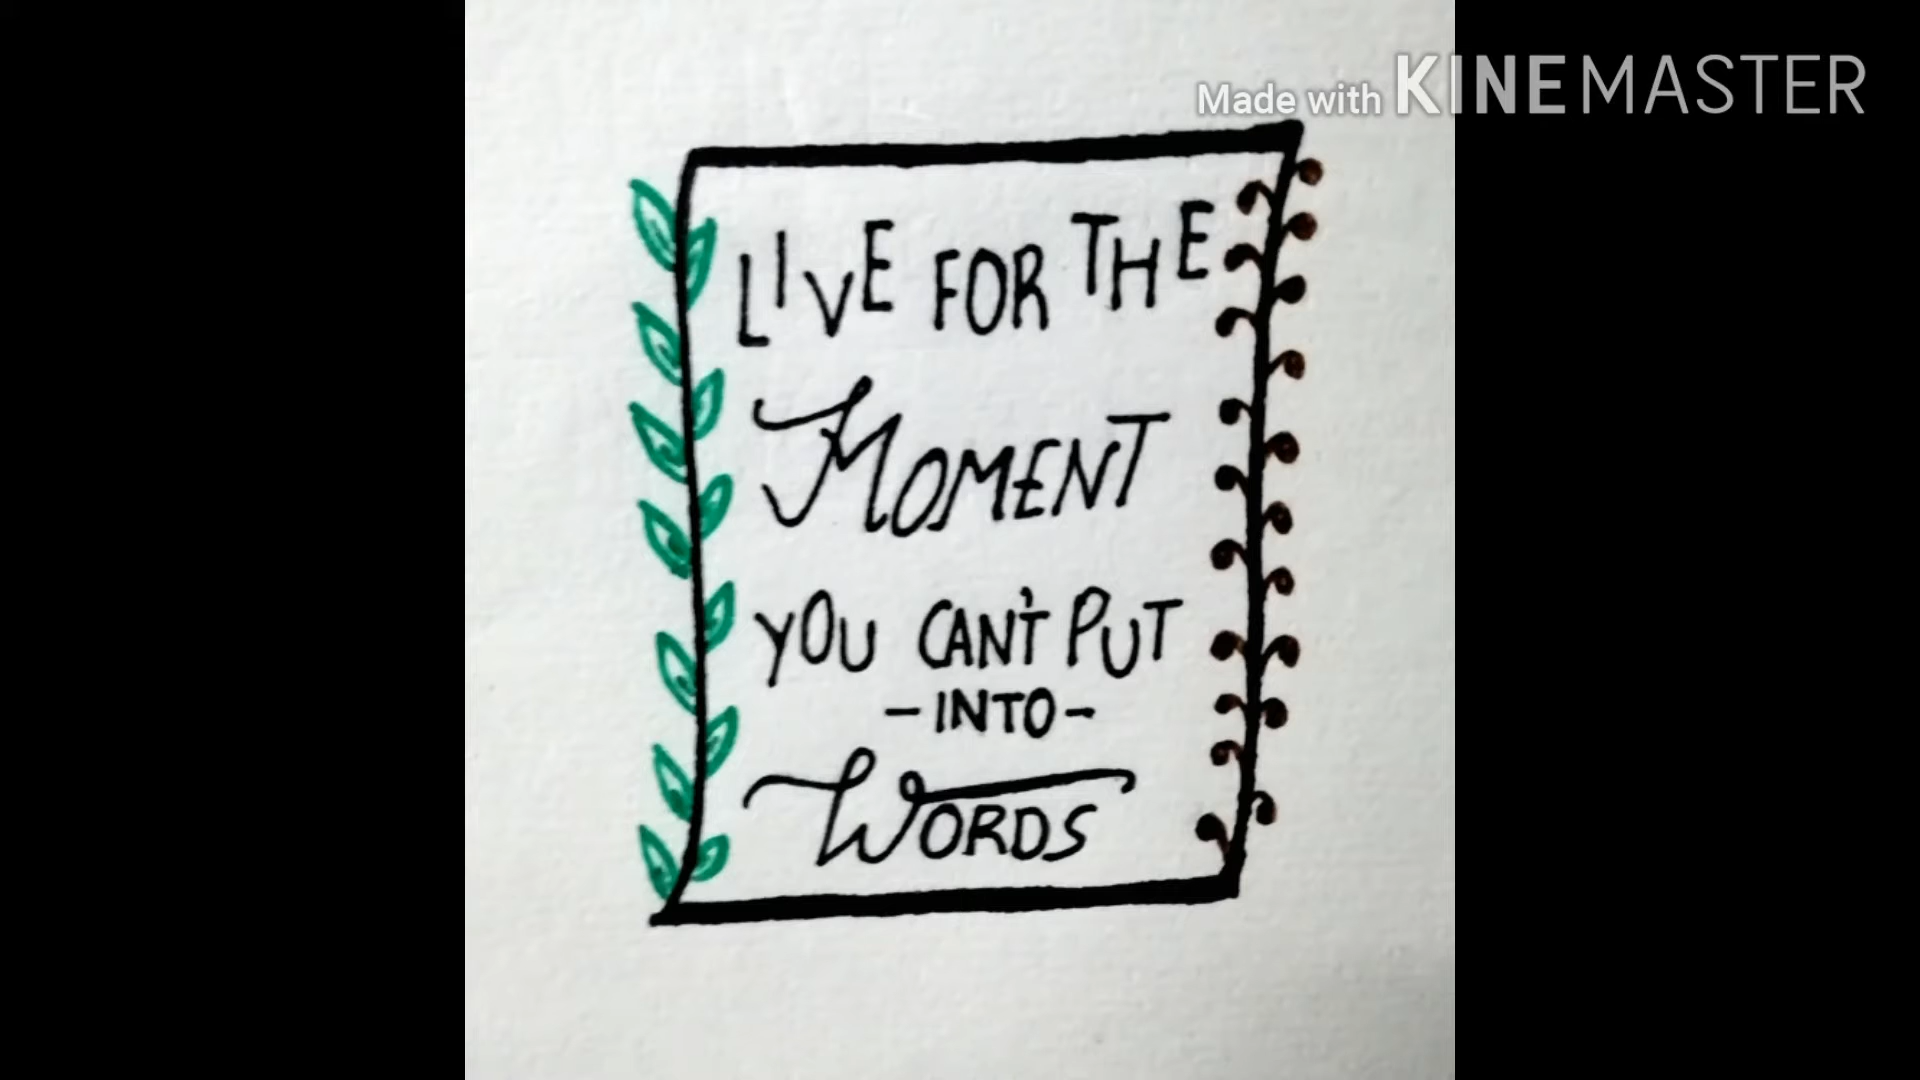 Made with KINEMASTER
LIVE FOR THE
MOMENT
YOU CAN'T PUT
-INTO-
WORDS